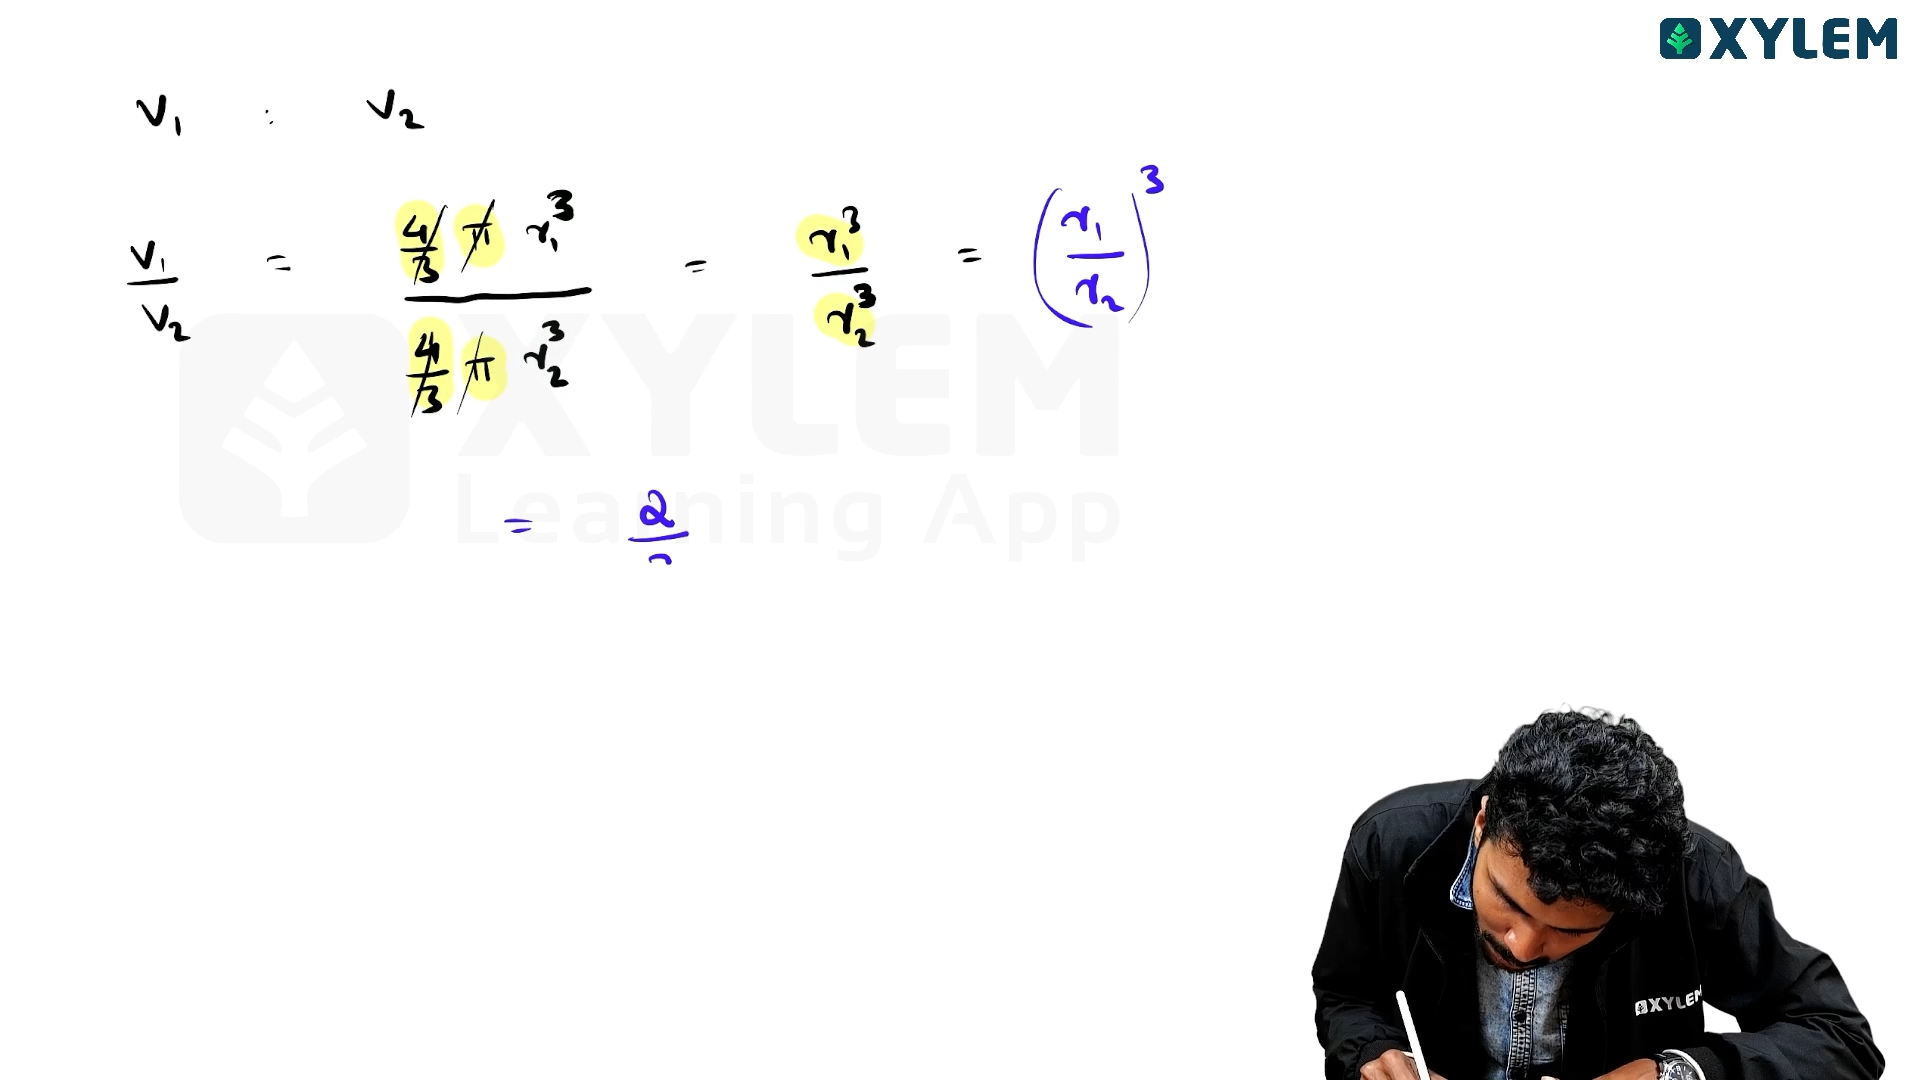 XYLEM
V₁ : V₂
V₁/V₂ = (4/3 π r₁³)/(4/3 π r₂³) = r₁³/r₂³ = (r₁/r₂)³
XYLEM
Learning App
= 2/
XYLEM